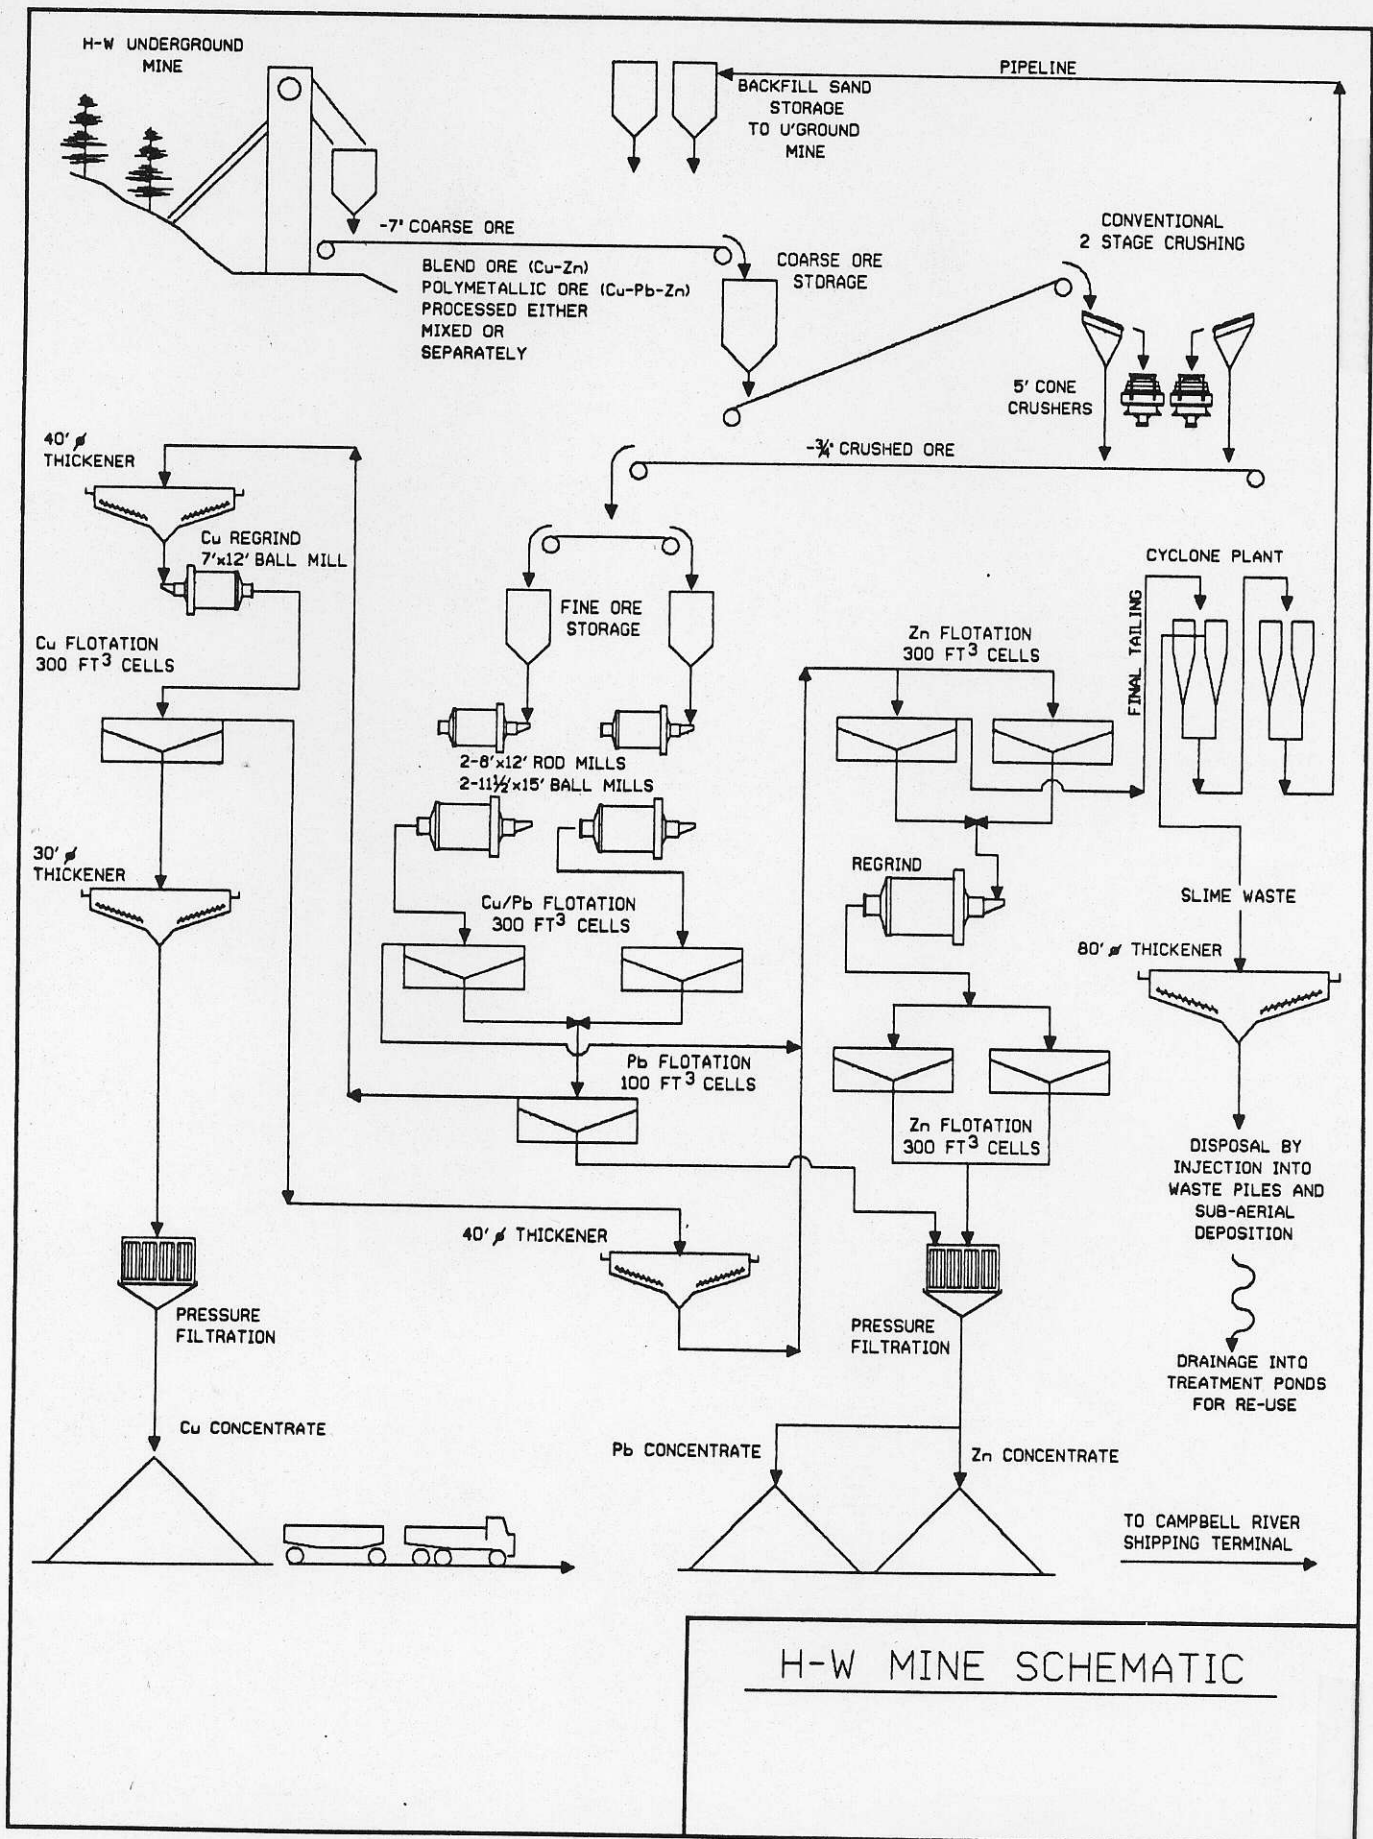 H-W UNDERGROUND
MINE
PIPELINE
BACKFILL SAND
STORAGE
TO U'GROUND
MINE
-7" COARSE ORE
BLEND ORE (Cu-Zn)
POLYMETALLIC ORE (Cu-Pb-Zn)
PROCESSED EITHER
MIXED OR
SEPARATELY
COARSE ORE
STORAGE
CONVENTIONAL
2 STAGE CRUSHING
5' CONE
CRUSHERS
-¾" CRUSHED ORE
40' ø
THICKENER
Cu REGRIND
7'x12' BALL MILL
Cu FLOTATION
300 FT³ CELLS
FINE ORE
STORAGE
2-8'x12' ROD MILLS
2-11½'x15' BALL MILLS
Zn FLOTATION
300 FT³ CELLS
FINAL TAILING
CYCLONE PLANT
30' ø
THICKENER
Cu/Pb FLOTATION
300 FT³ CELLS
REGRIND
SLIME WASTE
80' ø THICKENER
Pb FLOTATION
100 FT³ CELLS
Zn FLOTATION
300 FT³ CELLS
DISPOSAL BY
INJECTION INTO
WASTE PILES AND
SUB-AERIAL
DEPOSITION
40' ø THICKENER
PRESSURE
FILTRATION
PRESSURE
FILTRATION
DRAINAGE INTO
TREATMENT PONDS
FOR RE-USE
Cu CONCENTRATE
Pb CONCENTRATE
Zn CONCENTRATE
TO CAMPBELL RIVER
SHIPPING TERMINAL
H-W MINE SCHEMATIC